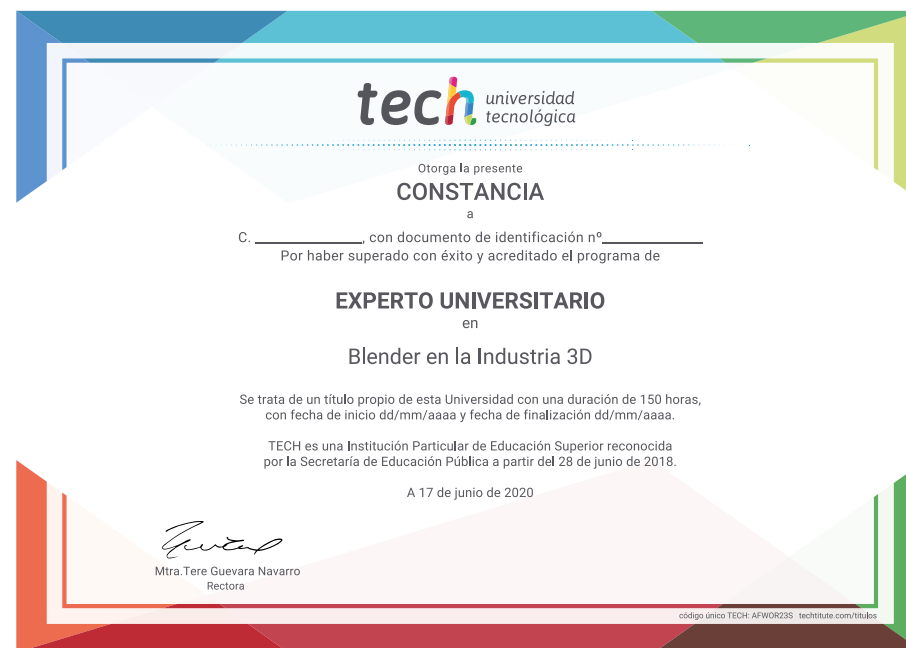 tech universidad
tecnológica
Otorga la presente
CONSTANCIA
a
C. ____________, con documento de identificación nº____________
Por haber superado con éxito y acreditado el programa de
EXPERTO UNIVERSITARIO
en
Blender en la Industria 3D
Se trata de un título propio de esta Universidad con una duración de 150 horas,
con fecha de inicio dd/mm/aaaa y fecha de finalización dd/mm/aaaa.
TECH es una Institución Particular de Educación Superior reconocida
por la Secretaría de Educación Pública a partir del 28 de junio de 2018.
A 17 de junio de 2020
Mtra.Tere Guevara Navarro
Rectora
código único TECH: AFWOR23S techtitute.com/titulos